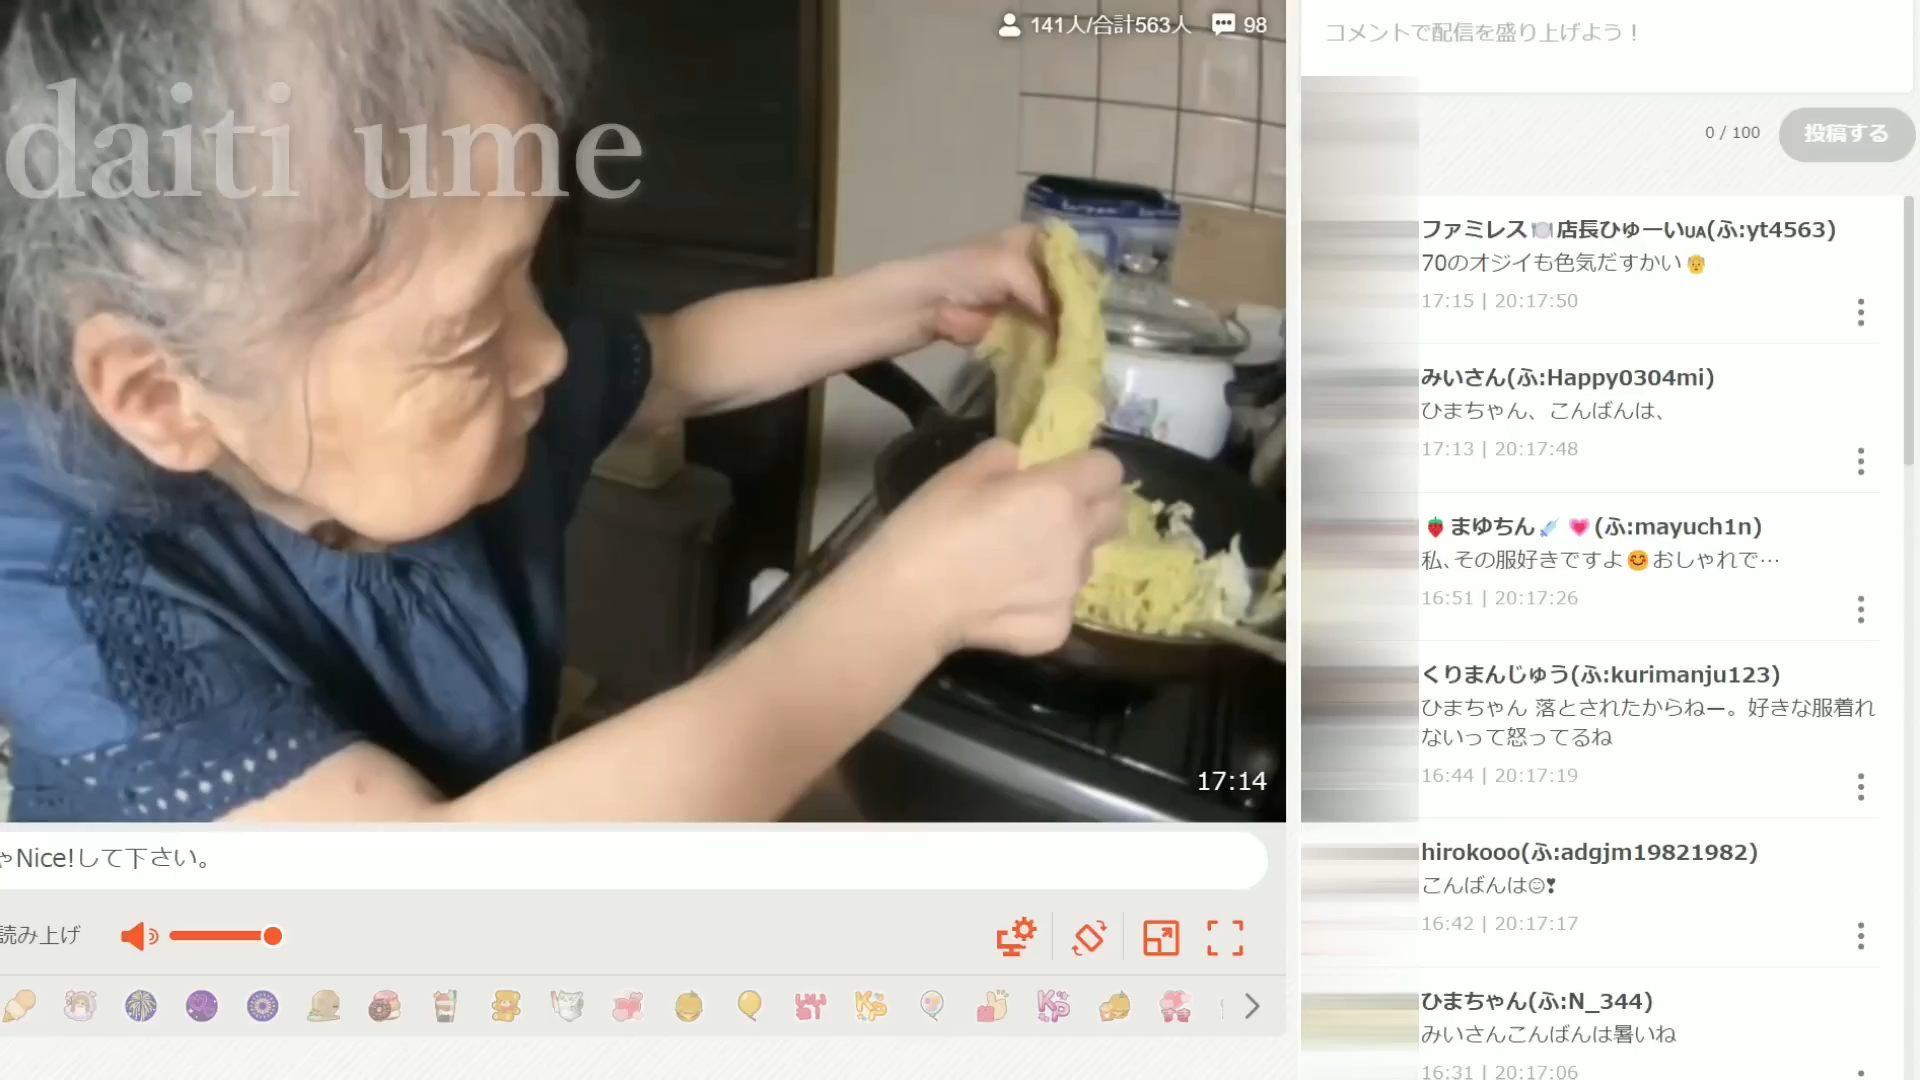 141人/合計563人 98
daiti ume
17:14
ゃNice!して下さい。
読み上げ
コメントで配信を盛り上げよう！
0 / 100
投稿する
ファミレス🍽️店長ひゅーいUA(ふ:yt4563)
70のオジイも色気だすかい👴
17:15 | 20:17:50
みいさん(ふ:Happy0304mi)
ひまちゃん、こんばんは、
17:13 | 20:17:48
🍓まゆちん💉💗(ふ:mayuch1n)
私､その服好きですよ😊おしゃれで…
16:51 | 20:17:26
くりまんじゅう(ふ:kurimanju123)
ひまちゃん 落とされたからねー。好きな服着れ
ないって怒ってるね
16:44 | 20:17:19
hirokooo(ふ:adgjm19821982)
こんばんは☺❣
16:42 | 20:17:17
ひまちゃん(ふ:N_344)
みいさんこんばんは暑いね
16:31 | 20:17:06